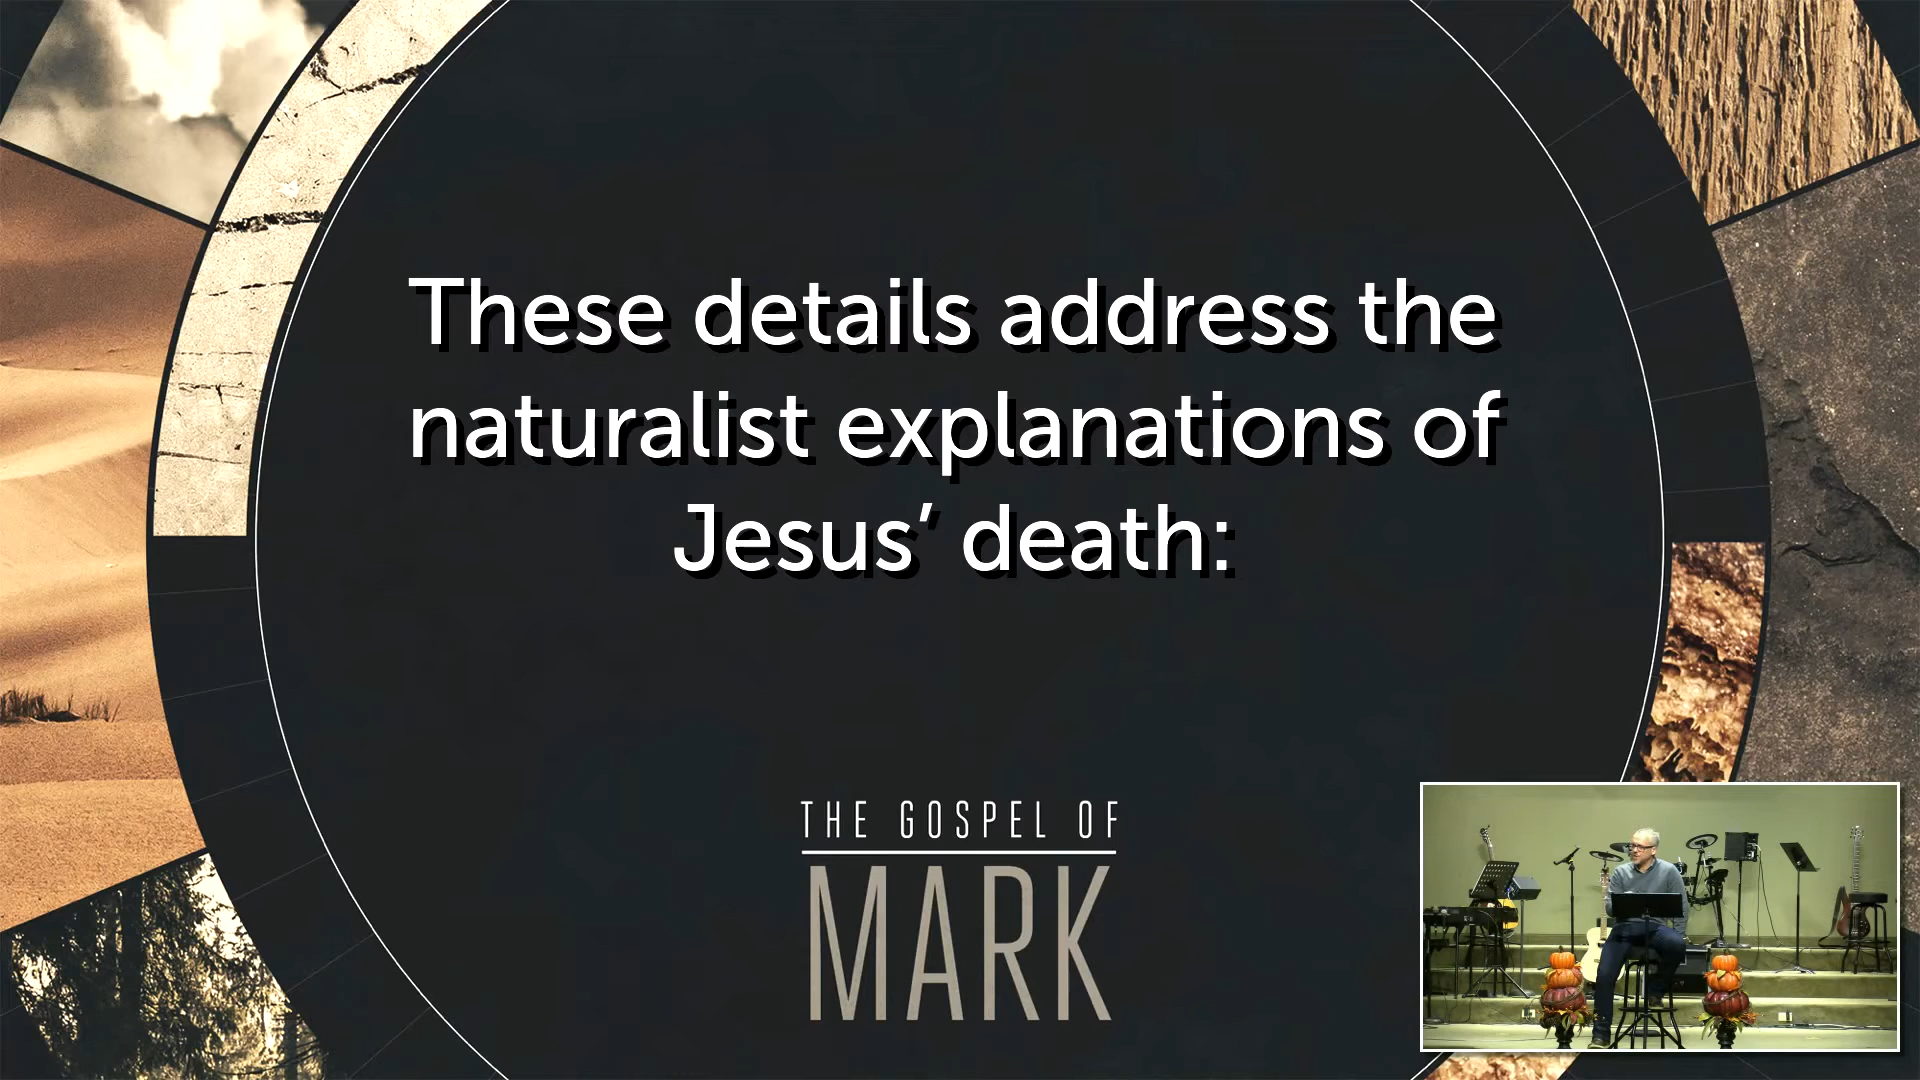 These details address the
naturalist explanations of
Jesus’ death:
THE GOSPEL OF
MARK